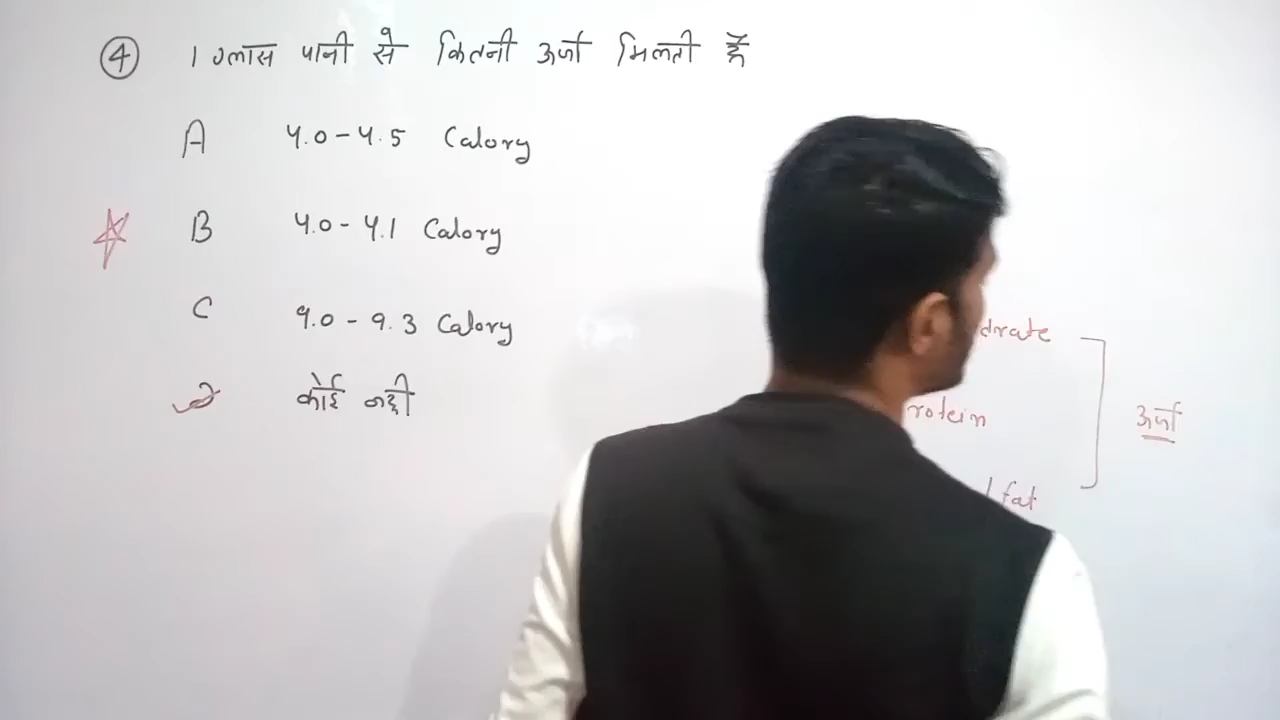 ④ 1 ग्लास पानी से कितनी ऊर्जा मिलती हैं
A 4.0-4.5 Calory
B 4.0-4.1 Calory
C 9.0-9.3 Calory
कोई नही
drate
rotein
fat
ऊर्जा